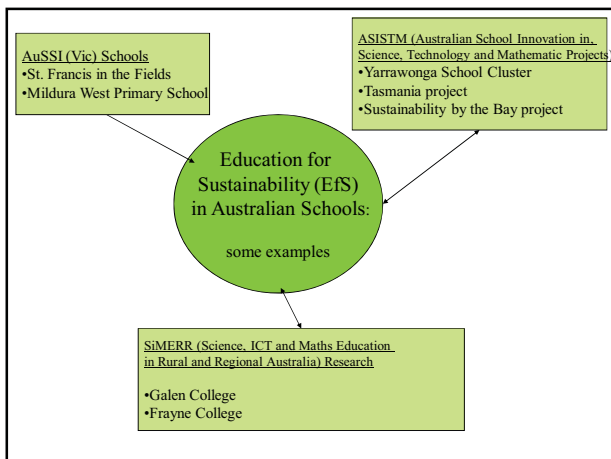 AuSSI (Vic) Schools
•St. Francis in the Fields
•Mildura West Primary School
ASISTM (Australian School Innovation in,
Science, Technology and Mathematic Projects)
•Yarrawonga School Cluster
•Tasmania project
•Sustainability by the Bay project
Education for
Sustainability (EfS)
in Australian Schools:
some examples
SiMERR (Science, ICT and Maths Education
in Rural and Regional Australia) Research
•Galen College
•Frayne College